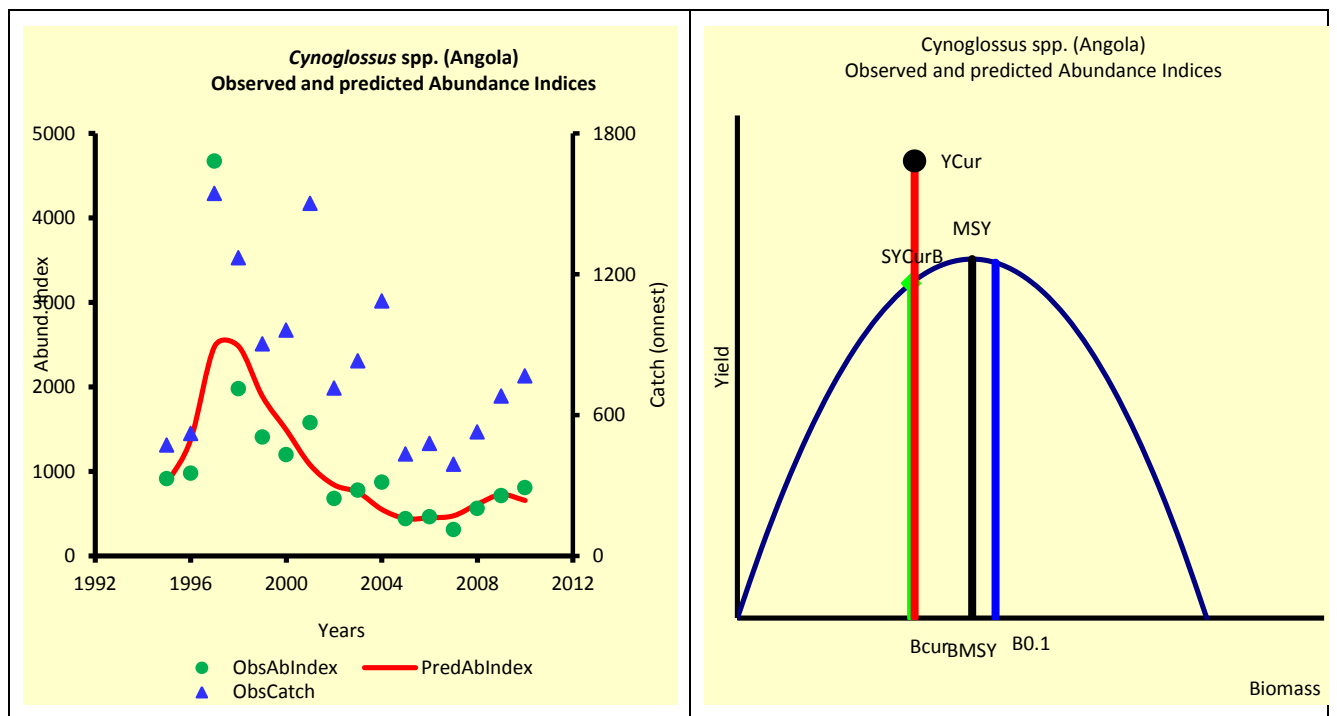 Cynoglossus spp. (Angola)
Observed and predicted Abundance Indices
5000
4000
3000
2000
1000
0
Abund.Index
1800
1200
600
0
Catch (onnest)
1992 1996 2000 2004 2008 2012
Years
ObsAbIndex PredAbIndex
ObsCatch
Cynoglossus spp. (Angola)
Observed and predicted Abundance Indices
YCur
MSY
SYCurB
Yield
Bcur BMSY B0.1
Biomass